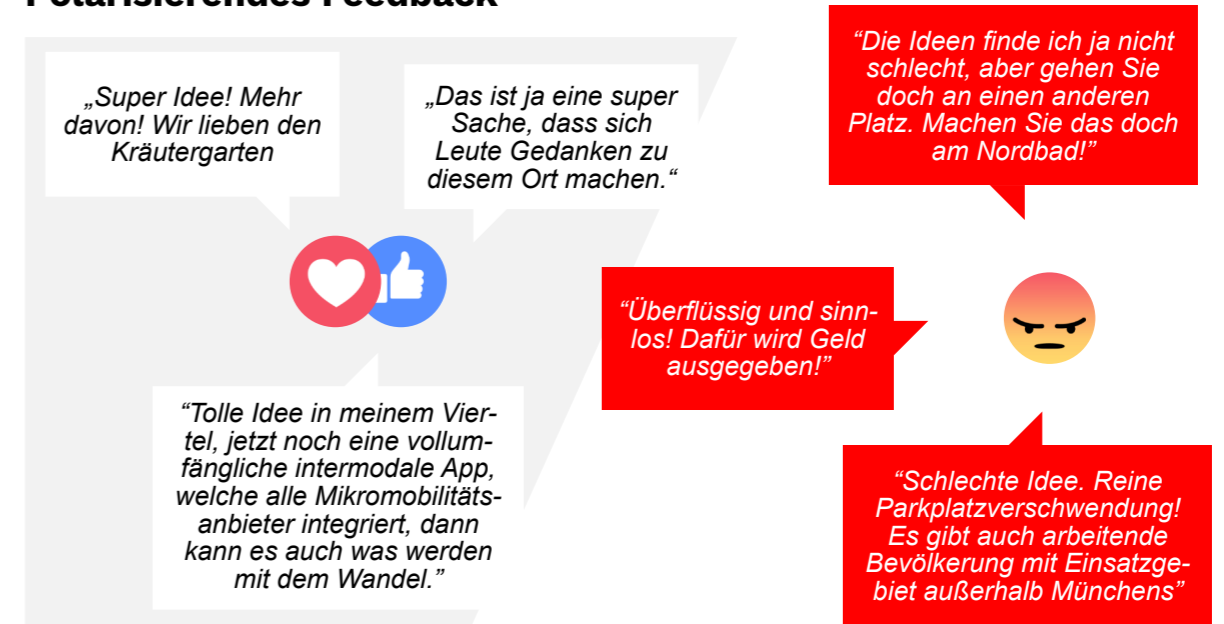 Polarisierendes Feedback
„Super Idee! Mehr
davon! Wir lieben den
Kräutergarten
„Das ist ja eine super
Sache, dass sich
Leute Gedanken zu
diesem Ort machen.“
“Tolle Idee in meinem Vier-
tel, jetzt noch eine vollum-
fängliche intermodale App,
welche alle Mikromobilitäts-
anbieter integriert, dann
kann es auch was werden
mit dem Wandel.”
“Die Ideen finde ich ja nicht
schlecht, aber gehen Sie
doch an einen anderen
Platz. Machen Sie das doch
am Nordbad!”
“Überflüssig und sinn-
los! Dafür wird Geld
ausgegeben!”
“Schlechte Idee. Reine
Parkplatzverschwendung!
Es gibt auch arbeitende
Bevölkerung mit Einsatzge-
biet außerhalb Münchens”